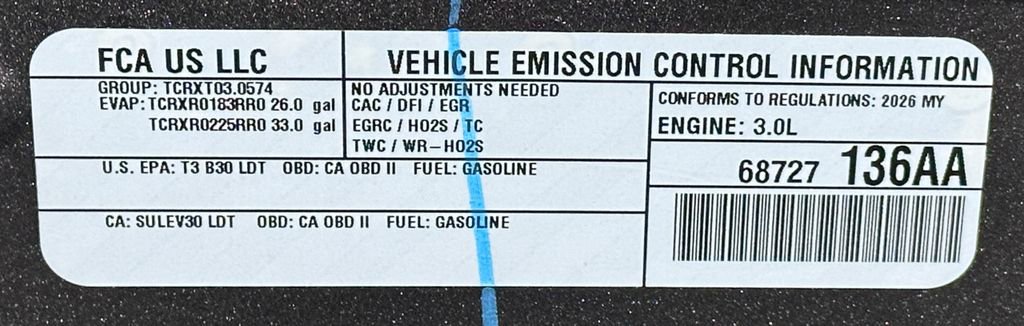 FCA US LLC
VEHICLE EMISSION CONTROL INFORMATION
GROUP: TCRXT03.0574
EVAP: TCRXR0183RR0 26.0 gal
TCRXR0225RR0 33.0 gal
NO ADJUSTMENTS NEEDED
CAC / DFI / EGR
EGRC / HO2S / TC
TWC / WR-HO2S
CONFORMS TO REGULATIONS: 2026 MY
ENGINE: 3.0L
U.S. EPA: T3 B30 LDT OBD: CA OBD II FUEL: GASOLINE
CA: SULEV30 LDT OBD: CA OBD II FUEL: GASOLINE
68727 136AA